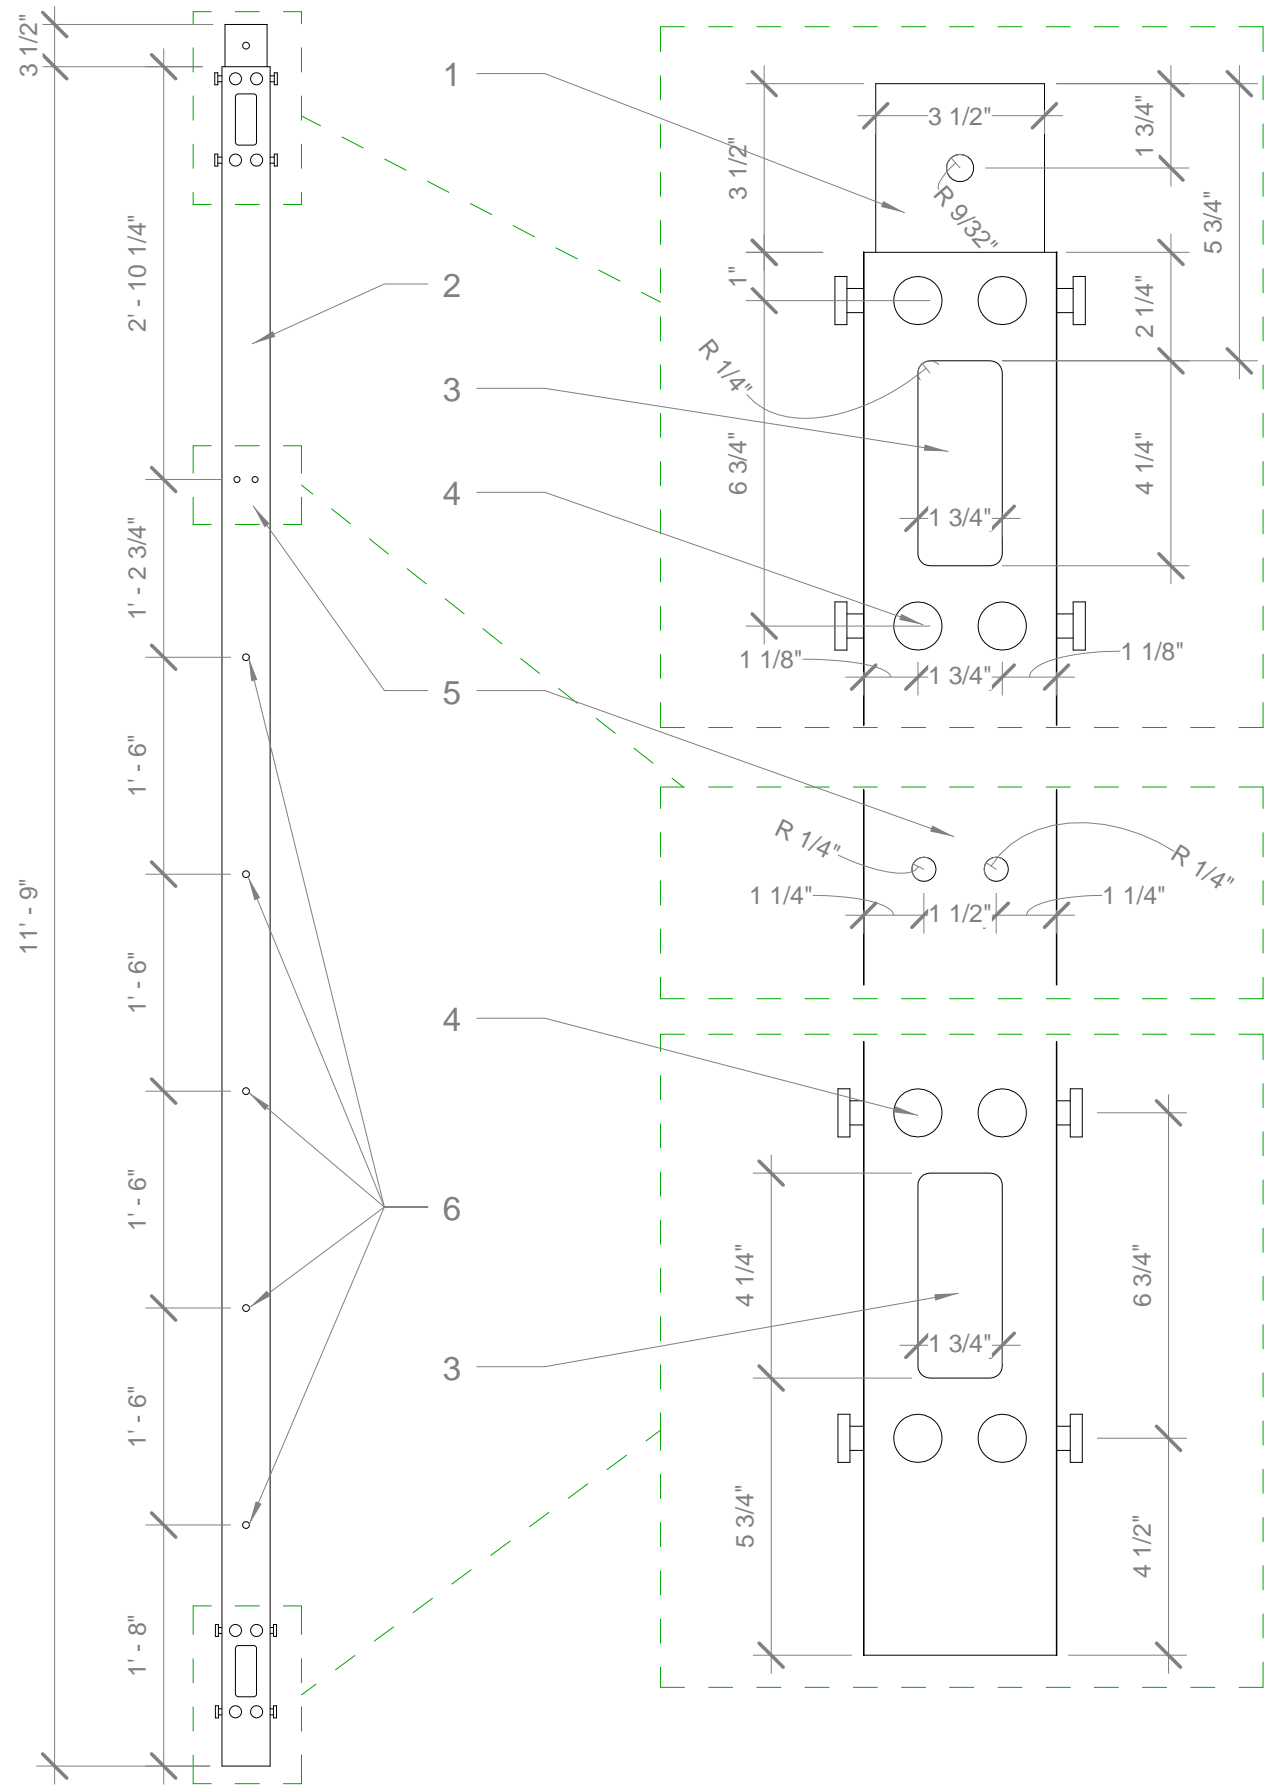 3 1/2"
11' - 9"
2' - 10 1/4"
1' - 2 3/4"
1' - 6"
1' - 6"
1' - 6"
1' - 6"
1' - 8"
1
2
3
4
5
4
6
3
3 1/2"
3 1/2"
R 9/32"
1 3/4"
5 3/4"
1"
2 1/4"
R 1/4"
6 3/4"
4 1/4"
1 3/4"
1 1/8"
1 3/4"
1 1/8"
R 1/4"
R 1/4"
1 1/4"
1 1/2"
1 1/4"
4 1/4"
6 3/4"
1 3/4"
5 3/4"
4 1/2"